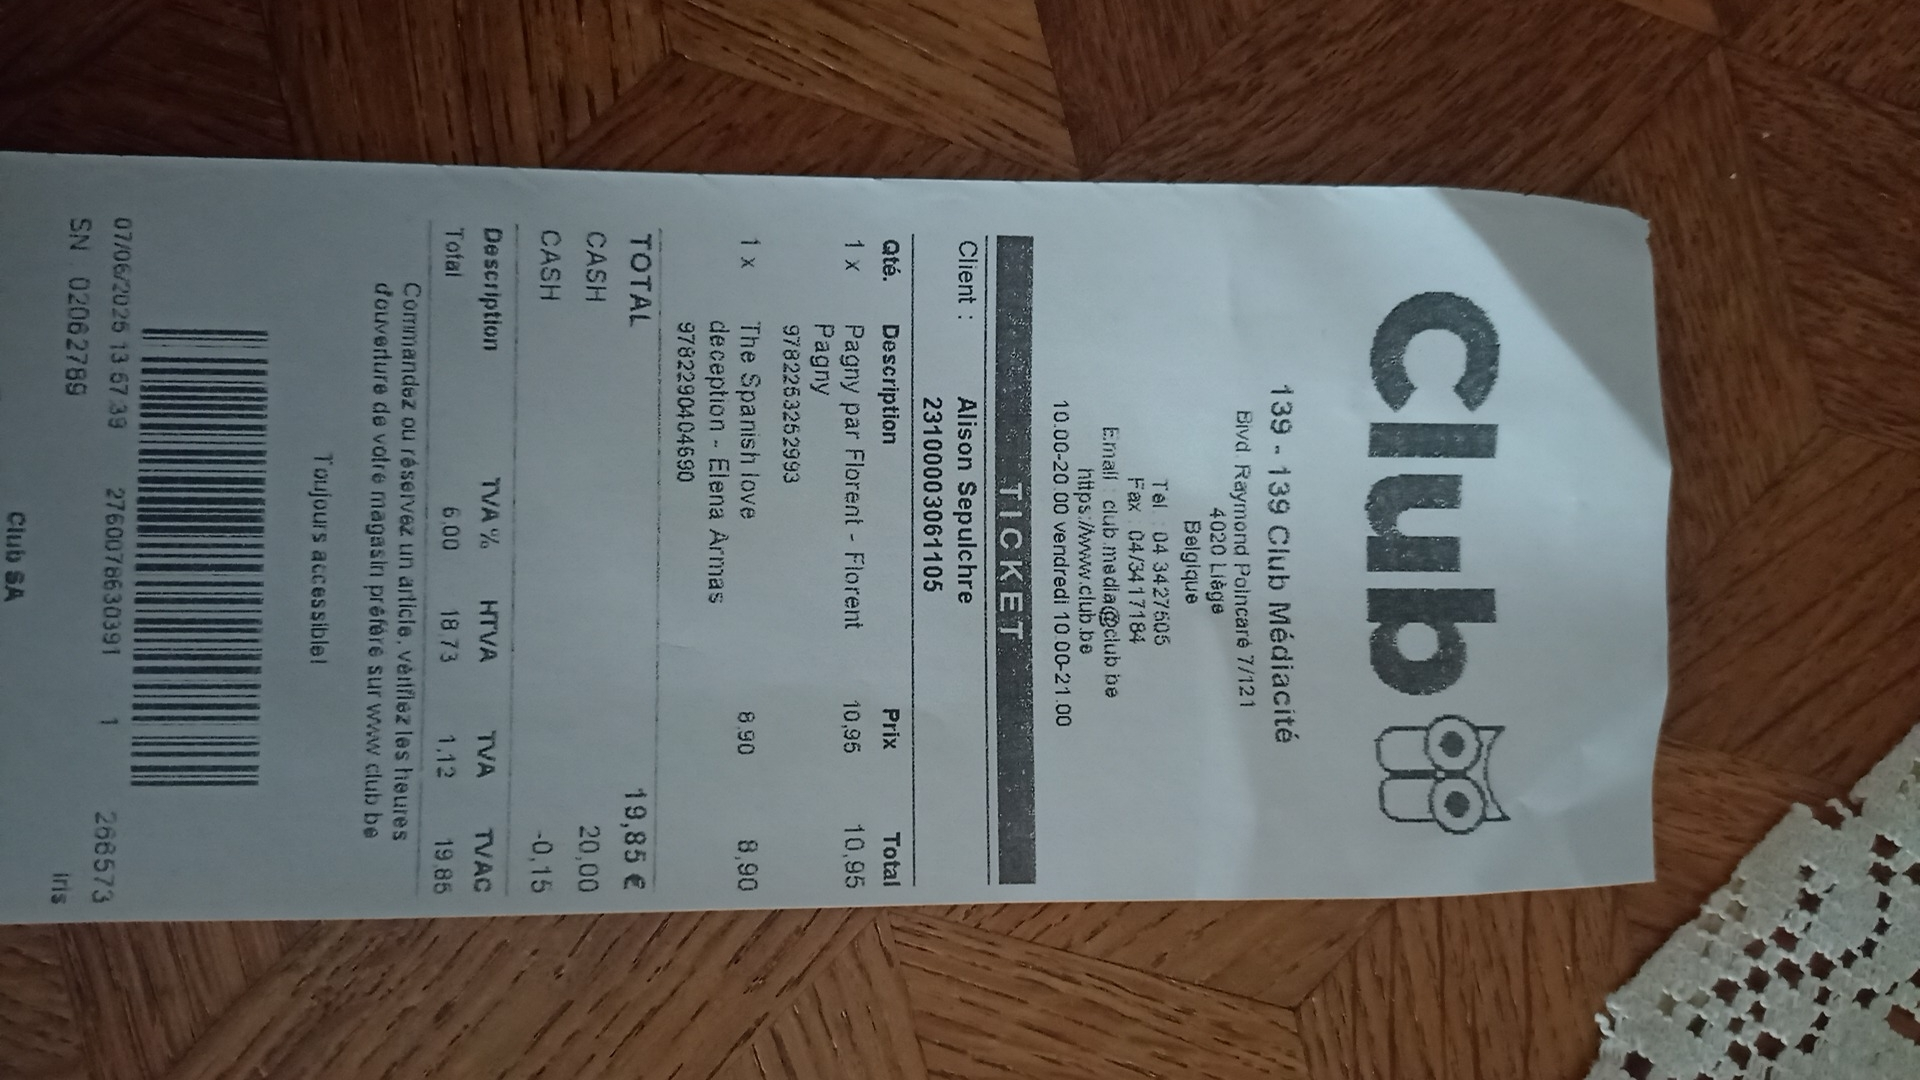 Club
139 - 139 Club Médiacité
Blvd Raymond Poincaré 7/121
4020 Liège
Belgique
Tél : 04 3427605
Fax : 04/34 17184
Email : club.media@club.be
https://www.club.be
10.00-20.00 vendredi 10.00-21.00
TICKET
Client : Alison Sepulchre
23100003061105
Qté. Description Prix Total
1 x Pagny par Florent - Florent 10,95 10,95
Pagny
9782253252993
1 x The Spanish love 8,90 8,90
deception - Elena Armas
9782290404690
TOTAL 19,85 €
CASH 20,00
CASH -0,15
Description TVA % HTVA TVA TVAC
Total 6,00 18,73 1,12 19,85
Commandez ou réservez un article, vérifiez les heures
d'ouverture de votre magasin préféré sur www.club.be
Toujours accessible!
07/06/2025 13:57:39 2760078630391 1 268573
SN 02062789 Iris
Club SA